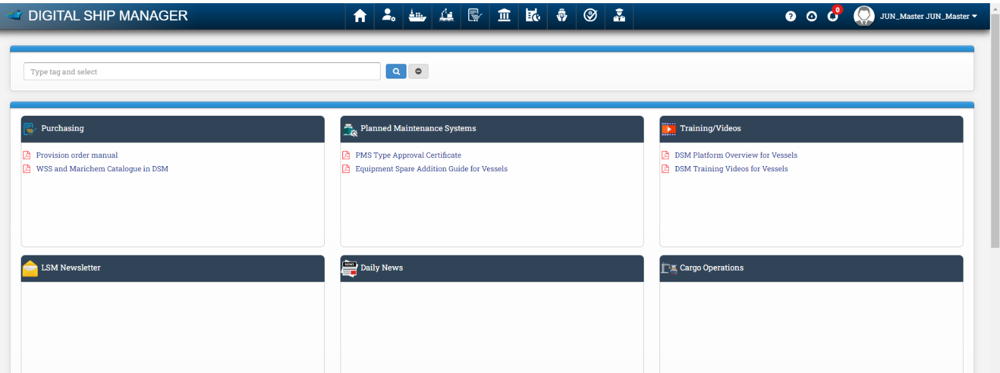 DIGITAL SHIP MANAGER
0
JUN_Master JUN_Master
Type tag and select
Purchasing
Provision order manual
WSS and Marichem Catalogue in DSM
Planned Maintenance Systems
PMS Type Approval Certificate
Equipment Spare Addition Guide for Vessels
Training/Videos
DSM Platform Overview for Vessels
DSM Training Videos for Vessels
LSM Newsletter
NEWS
Daily News
Cargo Operations